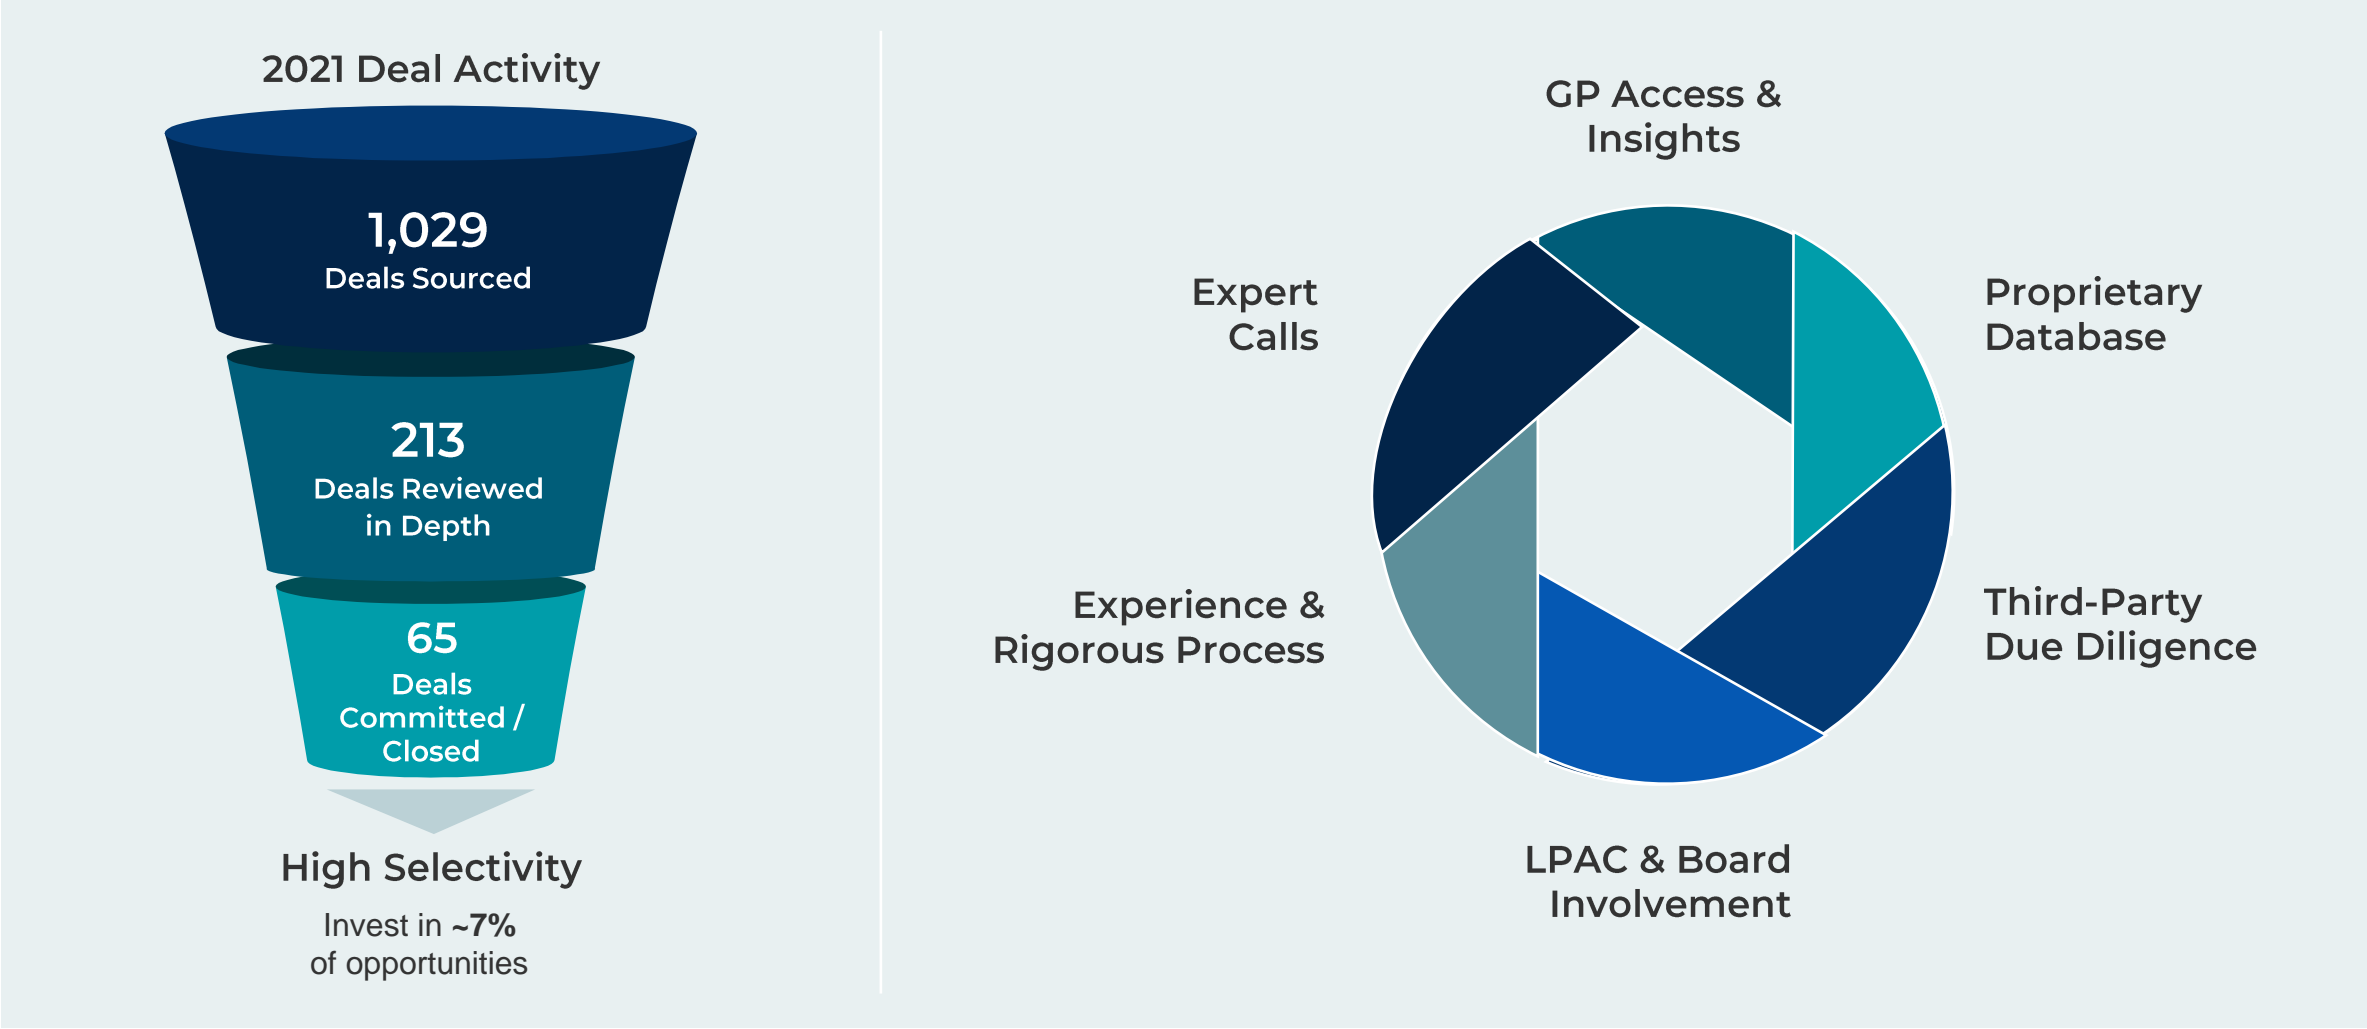 2021 Deal Activity
1,029
Deals Sourced
213
Deals Reviewed
in Depth
65
Deals
Committed /
Closed
High Selectivity
Invest in ~7%
of opportunities
GP Access &
Insights
Proprietary
Database
Third-Party
Due Diligence
LPAC & Board
Involvement
Experience &
Rigorous Process
Expert
Calls